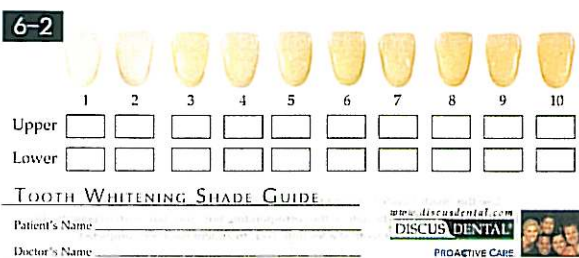 6-2
1 2 3 4 5 6 7 8 9 10
Upper
Lower
TOOTH WHITENING SHADE GUIDE
Patient's Name
Doctor's Name
www.discusdental.com
DISCUS DENTAL
PROACTIVE CARE